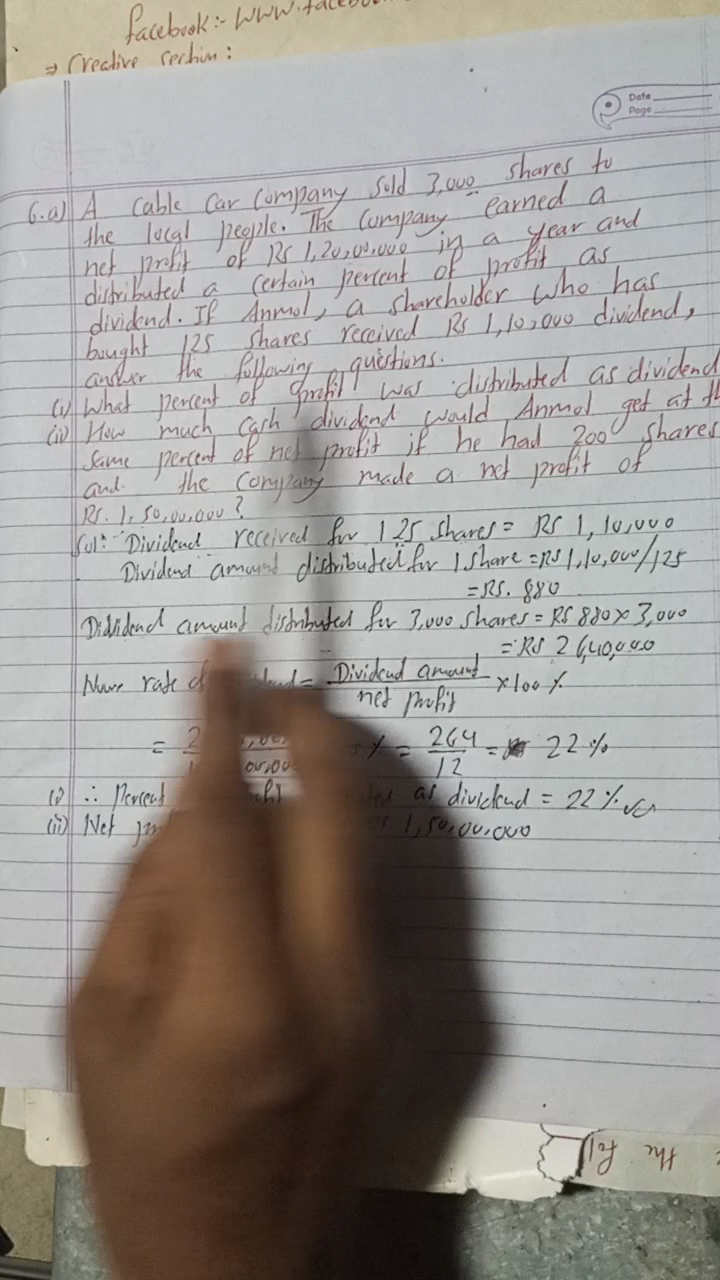 facebook:- WWW.facebo
⇒ Creative section:
Date
Page
6.a) A cable car company sold 3,000 shares to
the local people. The company earned a
net profit of RS 1,20,00,000 in a year and
distributed a certain percent of profit as
dividend. If Anmol, a shareholder who has
bought 125 shares received Rs 1,10,000 dividend,
answer the following questions.
(i) What percent of profit was distributed as dividend
(ii) How much cash dividend would Anmol get at th
same percent of net profit if he had 200 shares
and the company made a net profit of
Rs. 1,50,00,000?
Sol: Dividend received for 125 shares = Rs 1,10,000
Dividend amount distributed for 1 share = RS 1,10,000/125
= RS. 880
Dividend amount distributed for 3,000 shares = RS 880 × 3,000
= RS 26,40,000
rate = Dividend amount × 100 %
net profit
= 264 = 22 %
12
(i) ∴ Percent as dividend = 22 %
(ii) Net 1,50,00,000
the